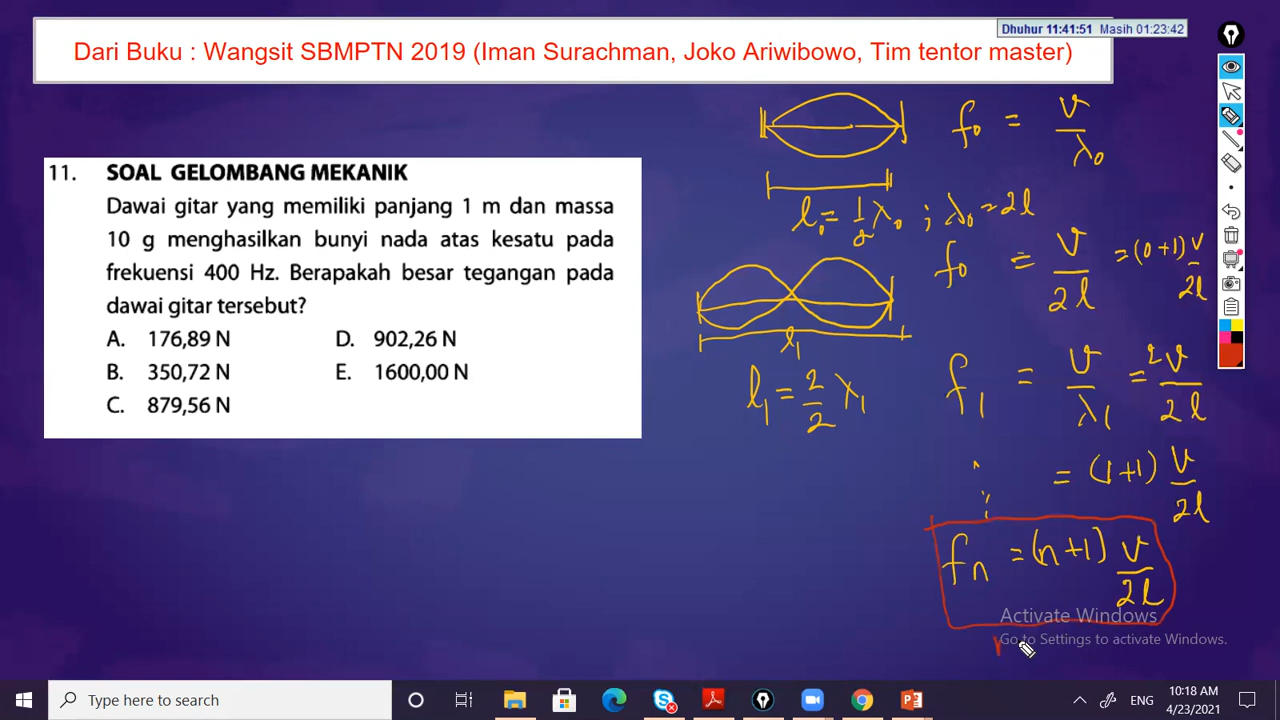 Dhuhur 11:41:51 Masih 01:23:42
Dari Buku : Wangsit SBMPTN 2019 (Iman Surachman, Joko Ariwibowo, Tim tentor master)
11. SOAL GELOMBANG MEKANIK
Dawai gitar yang memiliki panjang 1 m dan massa
10 g menghasilkan bunyi nada atas kesatu pada
frekuensi 400 Hz. Berapakah besar tegangan pada
dawai gitar tersebut?
A. 176,89 N D. 902,26 N
B. 350,72 N E. 1600,00 N
C. 879,56 N
f₀ = v/λ₀
l₀ = 1/2 λ₀ ; λ₀ = 2l
f₀ = v/2l = (0+1) v/2l
l₁
l₁ = 2/2 λ₁
f₁ = v/λ₁ = 2v/2l
= (1+1) v/2l
fn = (n+1) v/2l
Activate Windows
Go to Settings to activate Windows.
Type here to search
ENG
10:18 AM
4/23/2021